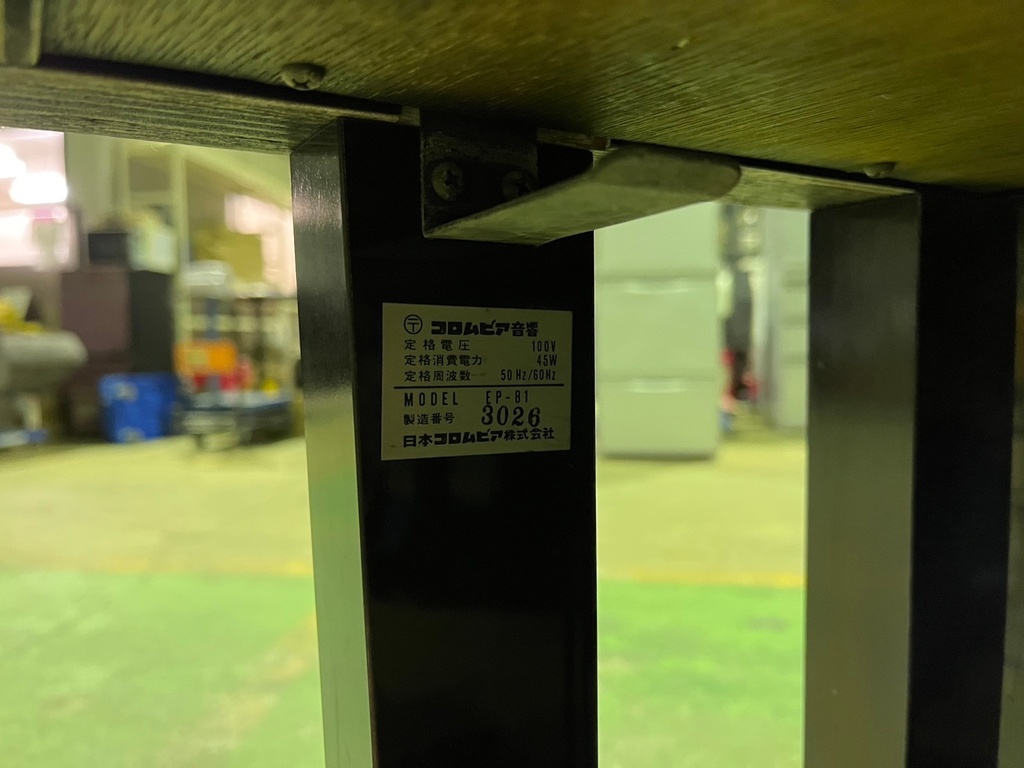 〒 コロムビア音響
定格電圧 100V
定格消費電力 45W
定格周波数 50Hz/60Hz
MODEL EP-81
製造番号 3026
日本コロムビア株式会社